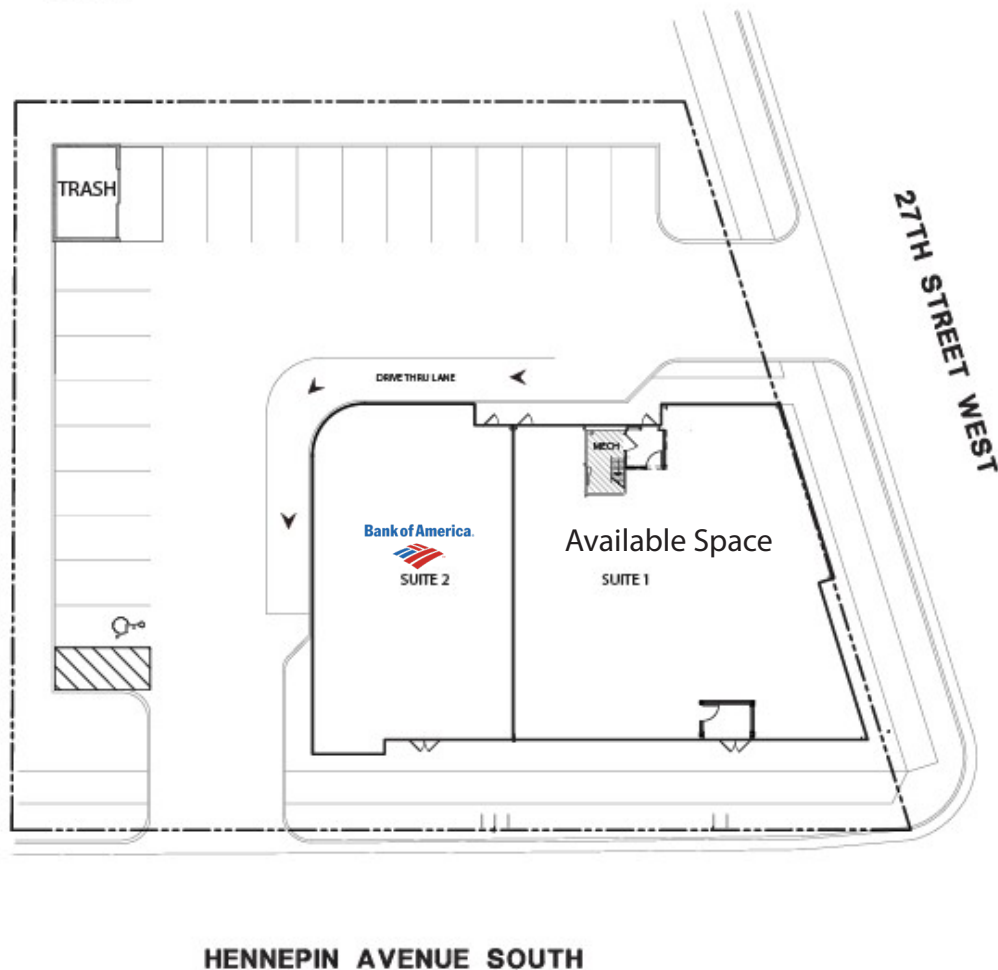 TRASH
27TH STREET WEST
DRIVE THRU LANE
MECH
Bank of America.
Available Space
SUITE 2
SUITE 1
HENNEPIN AVENUE SOUTH